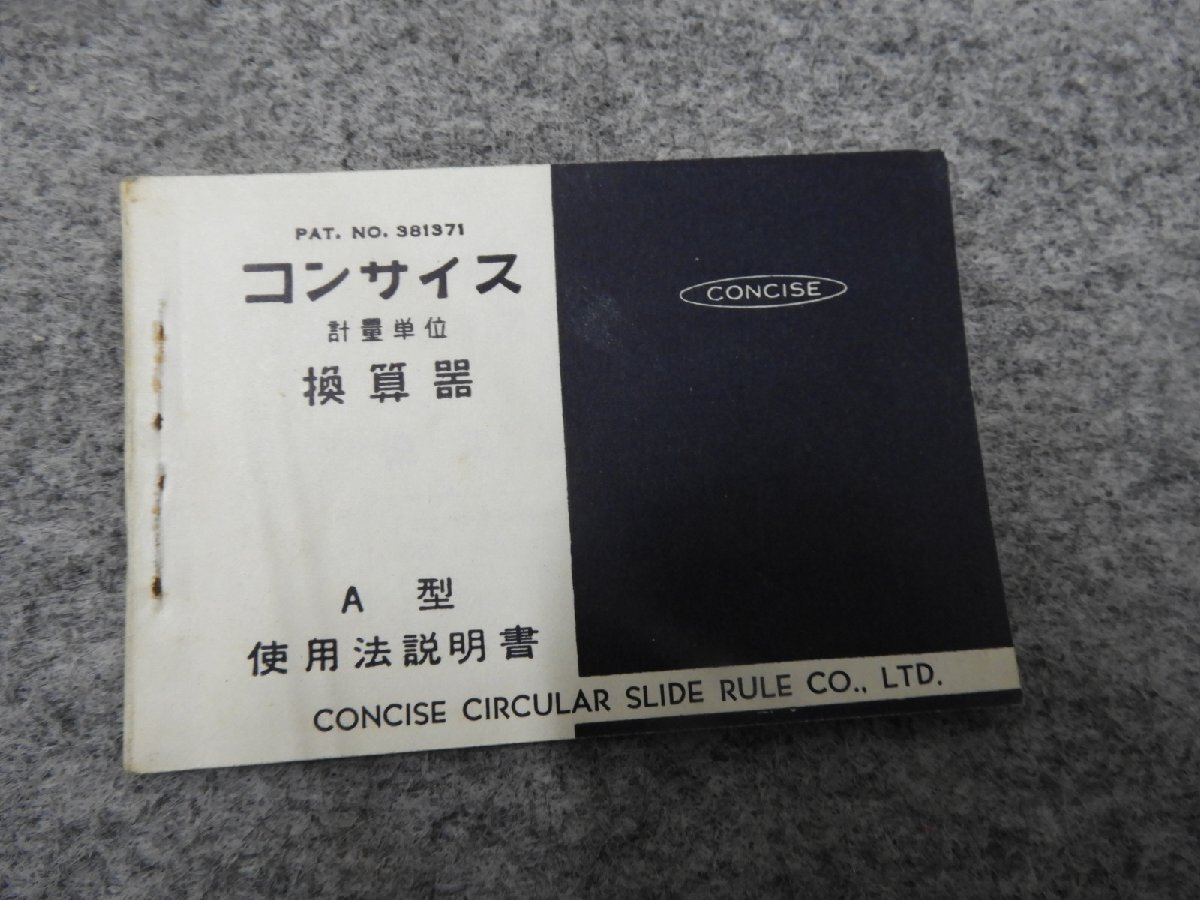 PAT. NO. 381371
コンサイス
計量単位
換算器
A 型
使用法説明書
CONCISE
CONCISE CIRCULAR SLIDE RULE CO., LTD.